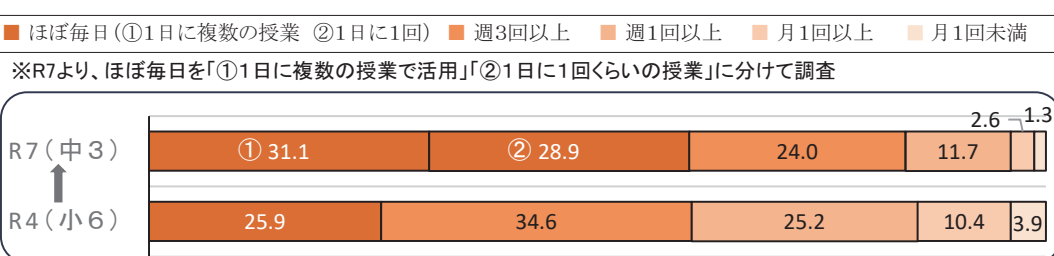 ■ ほぼ毎日(①1日に複数の授業 ②1日に1回) ■ 週3回以上 ■ 週1回以上 ■ 月1回以上 ■ 月1回未満
※R7より、ほぼ毎日を「①1日に複数の授業で活用」「②1日に1回くらいの授業」に分けて調査
2.6 1.3
R7(中3) ①31.1 ②28.9 24.0 11.7
R4(小6) 25.9 34.6 25.2 10.4 3.9